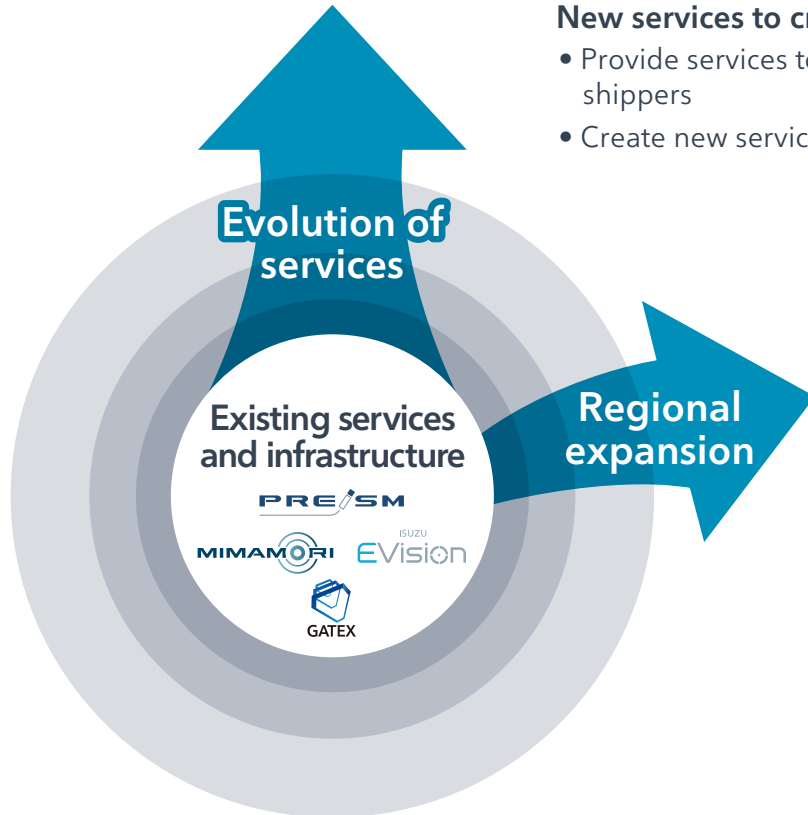 New services to
• Provide services
shippers
• Create new
Evolution of
services
Regional
expansion
Existing services
and infrastructure
PREISM
MIMAMORI
ISUZU
EVision
GATEX